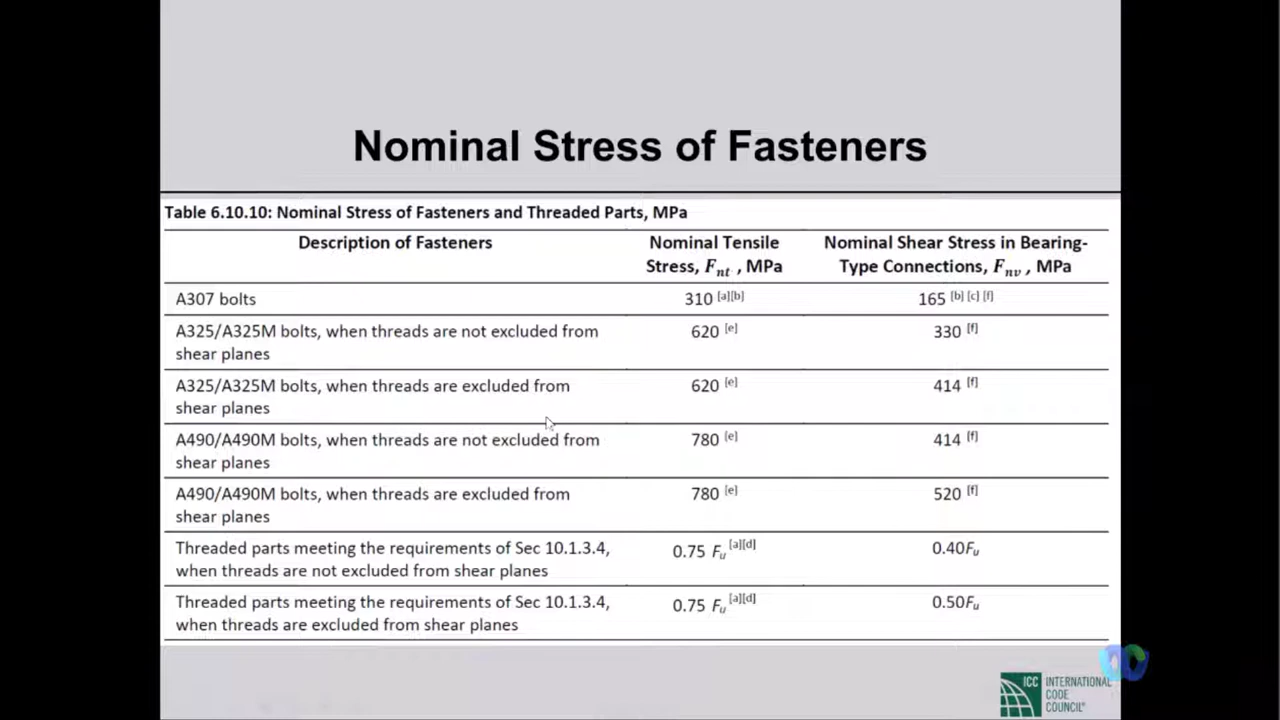 Nominal Stress of Fasteners
Table 6.10.10: Nominal Stress of Fasteners and Threaded Parts, MPa
Description of Fasteners
Nominal Tensile
Stress, Fnt , MPa
Nominal Shear Stress in Bearing-
Type Connections, Fnv , MPa
A307 bolts
310 [a][b]
165 [b] [c] [f]
A325/A325M bolts, when threads are not excluded from
shear planes
620 [e]
330 [f]
A325/A325M bolts, when threads are excluded from
shear planes
620 [e]
414 [f]
A490/A490M bolts, when threads are not excluded from
shear planes
780 [e]
414 [f]
A490/A490M bolts, when threads are excluded from
shear planes
780 [e]
520 [f]
Threaded parts meeting the requirements of Sec 10.1.3.4,
when threads are not excluded from shear planes
0.75 Fu [a][d]
0.40Fu
Threaded parts meeting the requirements of Sec 10.1.3.4,
when threads are excluded from shear planes
0.75 Fu [a][d]
0.50Fu
ICC
INTERNATIONAL
CODE
COUNCIL®